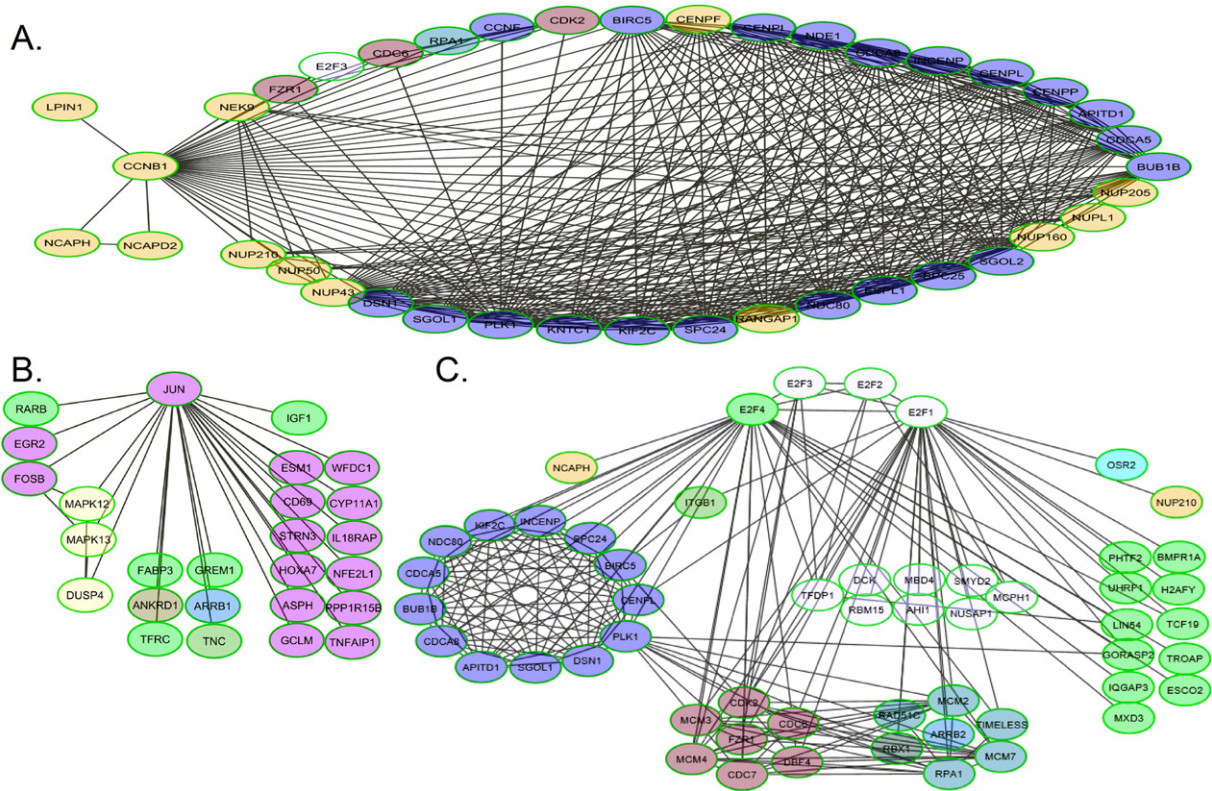 A.
LPIN1
CCNB1
NCAPH
NCAPD2
NEK9
FZR1
E2F3
CDC6
RPA1
CCNF
CDK2
BIRC5
CENPF
CENPL
NDE1
CDCA8
INCENP
CENPL
CENPP
APITD1
CDCA5
BUB1B
NUP205
NUPL1
NUP160
SGOL2
SPC25
ESPL1
NDC80
RANGAP1
SPC24
KIF2C
KNTC1
PLK1
SGOL1
DSN1
NUP43
NUP50
NUP210
B.
JUN
RARB
IGF1
EGR2
FOSB
MAPK12
MAPK13
DUSP4
FABP3
GREM1
ANKRD1
ARRB1
TFRC
TNC
ESM1
WFDC1
CD69
CYP11A1
STRN3
IL18RAP
HOXA7
NFE2L1
ASPH
PPP1R15B
GCLM
TNFAIP1
C.
E2F3
E2F2
E2F4
E2F1
NCAPH
ITGB1
OSR2
NUP210
KIF2C
INCENP
NDC80
SPC24
CDCA5
BIRC5
BUB1B
CENPL
CDCA8
PLK1
APITD1
SGOL1
DSN1
TFDP1
DCK
MBD4
SMYD2
MCPH1
RBM15
AHI1
NUSAP1
PHTF2
BMPR1A
UHRF1
H2AFY
LIN54
TCF19
GORASP2
TROAP
IQGAP3
ESCO2
MXD3
CDK2
MCM3
CDC6
FZR1
MCM4
DBF4
CDC7
MCM2
RAD51C
TIMELESS
ARRB2
RBX1
MCM7
RPA1